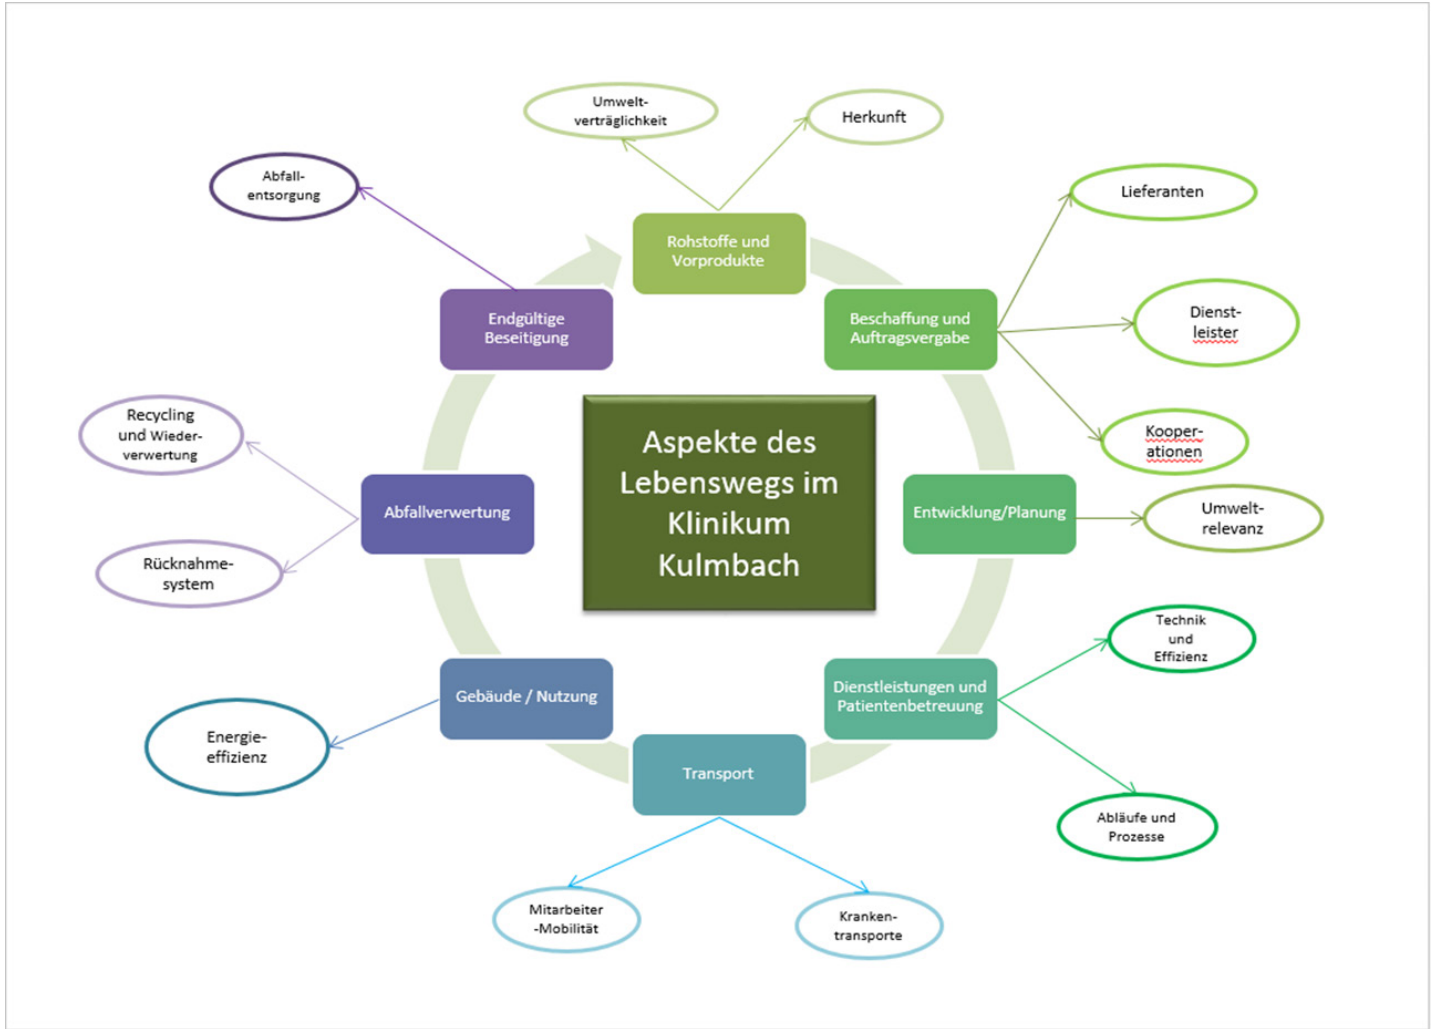 Umwelt-
verträglichkeit
Herkunft
Abfall-
entsorgung
Lieferanten
Rohstoffe und
Vorprodukte
Endgültige
Beseitigung
Beschaffung und
Auftragsvergabe
Dienst-
leister
Recycling
und Wieder-
verwertung
Aspekte des
Lebenswegs im
Klinikum
Kulmbach
Kooper-
ationen
Abfallverwertung
Entwicklung/Planung
Umwelt-
relevanz
Rücknahme-
system
Technik
und
Effizienz
Gebäude / Nutzung
Dienstleistungen und
Patientenbetreuung
Energie-
effizienz
Transport
Abläufe und
Prozesse
Mitarbeiter
-Mobilität
Kranken-
transporte